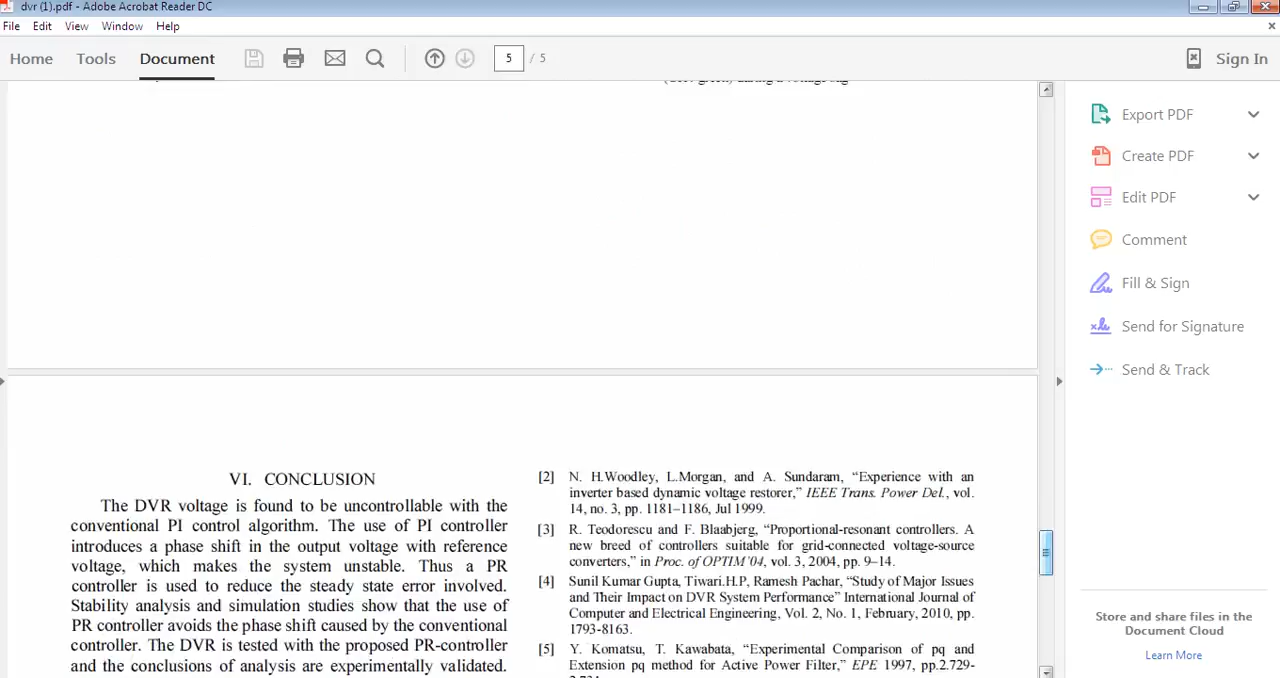 dvr (1).pdf - Adobe Acrobat Reader DC
File Edit View Window Help
Home Tools Document 5 / 5 Sign In
Export PDF
Create PDF
Edit PDF
Comment
Fill & Sign
Send for Signature
Send & Track
Store and share files in the
Document Cloud
Learn More
VI. CONCLUSION
The DVR voltage is found to be uncontrollable with the
conventional PI control algorithm. The use of PI controller
introduces a phase shift in the output voltage with reference
voltage, which makes the system unstable. Thus a PR
controller is used to reduce the steady state error involved.
Stability analysis and simulation studies show that the use of
PR controller avoids the phase shift caused by the conventional
controller. The DVR is tested with the proposed PR-controller
and the conclusions of analysis are experimentally validated.
[2] N. H.Woodley, L.Morgan, and A. Sundaram, “Experience with an
inverter based dynamic voltage restorer,” IEEE Trans. Power Del., vol.
14, no. 3, pp. 1181–1186, Jul 1999.
[3] R. Teodorescu and F. Blaabjerg, “Proportional-resonant controllers. A
new breed of controllers suitable for grid-connected voltage-source
converters,” in Proc. of OPTIM’04, vol. 3, 2004, pp. 9–14.
[4] Sunil Kumar Gupta, Tiwari.H.P, Ramesh Pachar, “Study of Major Issues
and Their Impact on DVR System Performance” International Journal of
Computer and Electrical Engineering, Vol. 2, No. 1, February, 2010, pp.
1793-8163.
[5] Y. Komatsu, T. Kawabata, “Experimental Comparison of pq and
Extension pq method for Active Power Filter,” EPE 1997, pp.2.729-